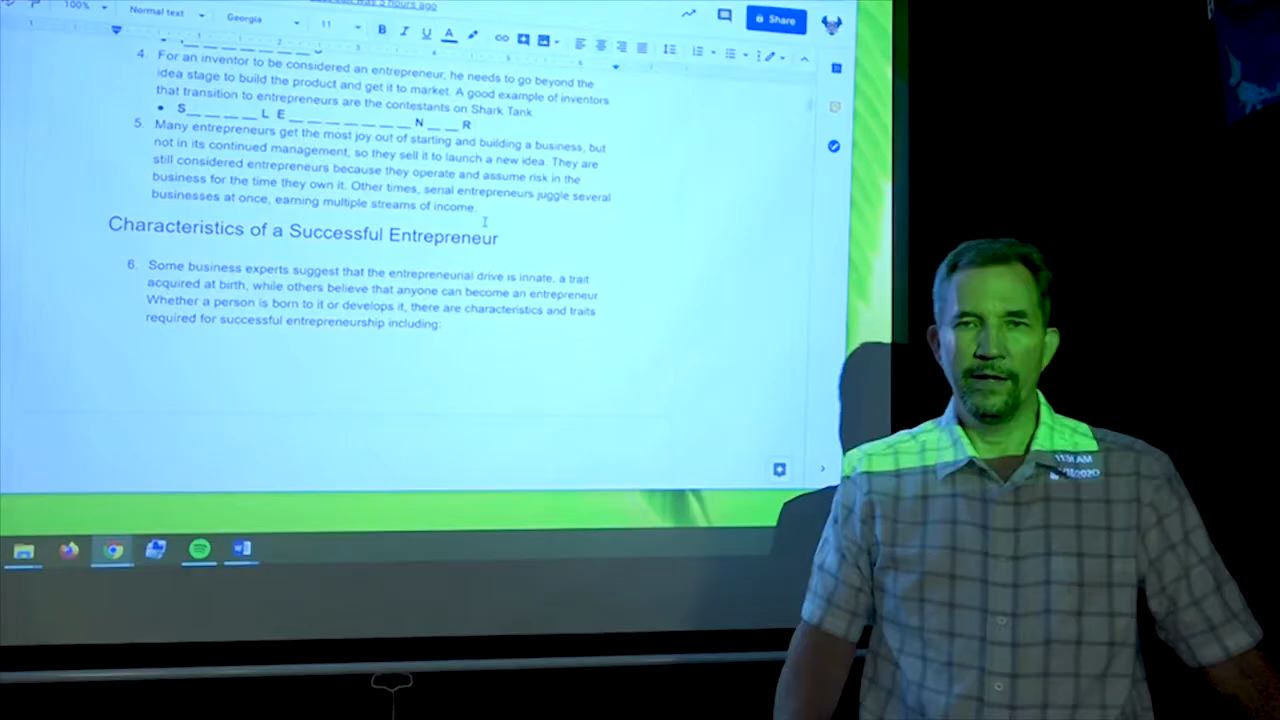 100%
Normal text
Georgia
11
B I U A
Share
4. For an inventor to be considered an entrepreneur, he needs to go beyond the
idea stage to build the product and get it to market. A good example of inventors
that transition to entrepreneurs are the contestants on Shark Tank
• S_ _ _ _ _ L E_ _ _ _ _ _ _ _ _ N _ _ R
5. Many entrepreneurs get the most joy out of starting and building a business, but
not in its continued management, so they sell it to launch a new idea. They are
still considered entrepreneurs because they operate and assume risk in the
business for the time they own it. Other times, serial entrepreneurs juggle several
businesses at once, earning multiple streams of income.
Characteristics of a Successful Entrepreneur
6. Some business experts suggest that the entrepreneurial drive is innate, a trait
acquired at birth, while others believe that anyone can become an entrepreneur
Whether a person is born to it or develops it, there are characteristics and traits
required for successful entrepreneurship including: